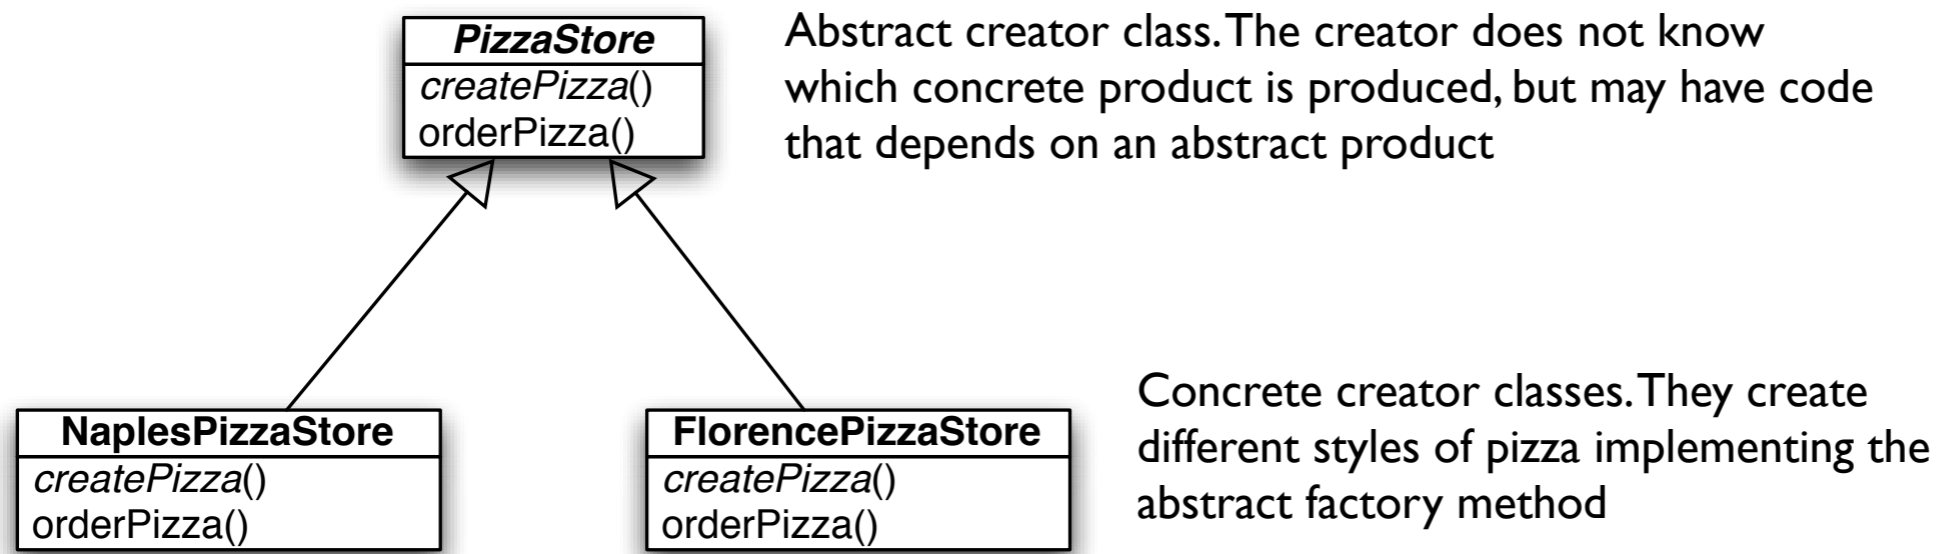 PizzaStore
createPizza()
orderPizza()
Abstract creator class. The creator does not know
which concrete product is produced, but may have code
that depends on an abstract product
NaplesPizzaStore
createPizza()
orderPizza()
FlorencePizzaStore
createPizza()
orderPizza()
Concrete creator classes. They create
different styles of pizza implementing the
abstract factory method